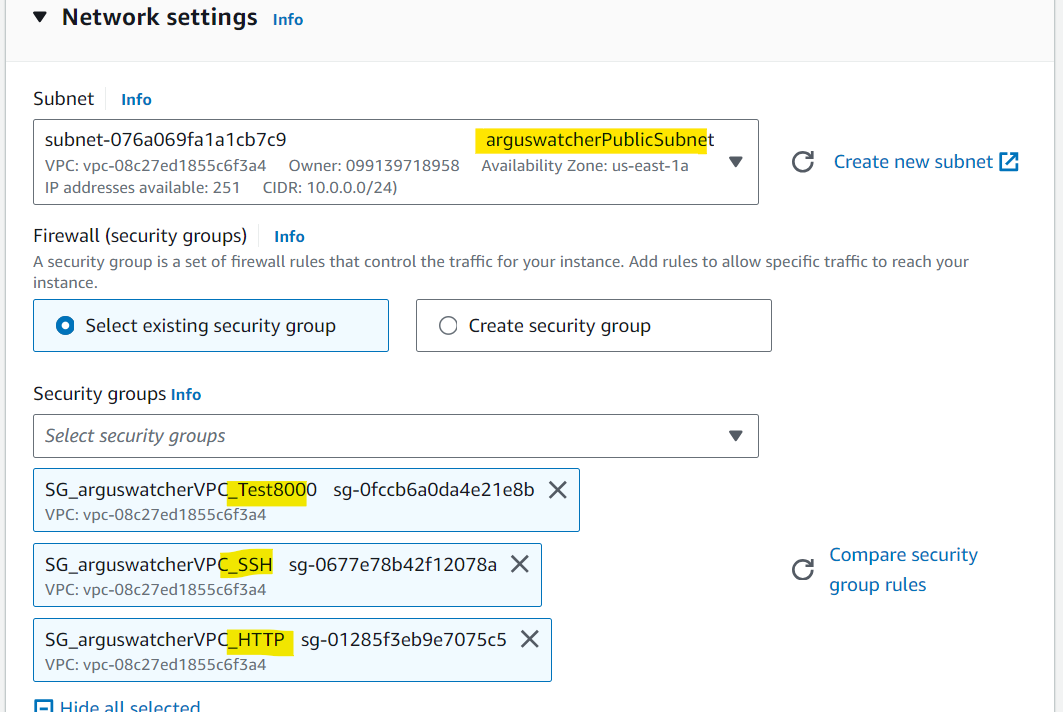 Network settings Info
Subnet Info
subnet-076a069fa1a1cb7c9 arguswatcherPublicSubnet
VPC: vpc-08c27ed1855c6f3a4 Owner: 099139718958 Availability Zone: us-east-1a
IP addresses available: 251 CIDR: 10.0.0.0/24)
Create new subnet
Firewall (security groups) Info
A security group is a set of firewall rules that control the traffic for your instance. Add rules to allow specific traffic to reach your
instance.
Select existing security group
Create security group
Security groups Info
Select security groups
SG_arguswatcherVPC_Test8000 sg-0fccb6a0da4e21e8b
VPC: vpc-08c27ed1855c6f3a4
SG_arguswatcherVPC_SSH sg-0677e78b42f12078a
VPC: vpc-08c27ed1855c6f3a4
Compare security
group rules
SG_arguswatcherVPC_HTTP sg-01285f3eb9e7075c5
VPC: vpc-08c27ed1855c6f3a4
Hide all selected